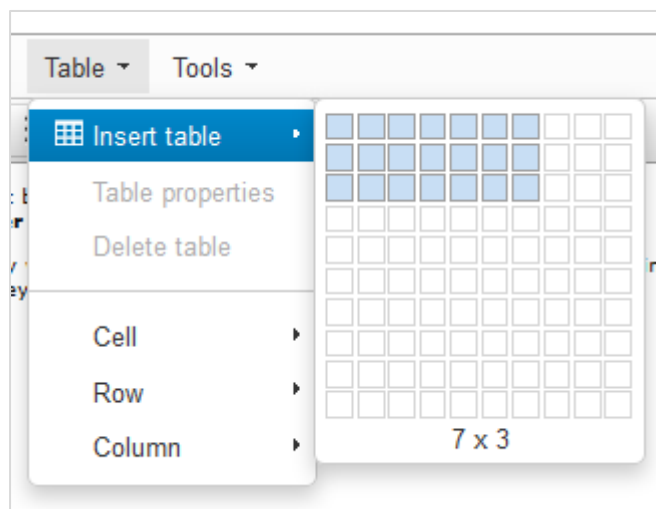 Table Tools
Insert table
Table properties
Delete table
Cell
Row
Column
7 x 3